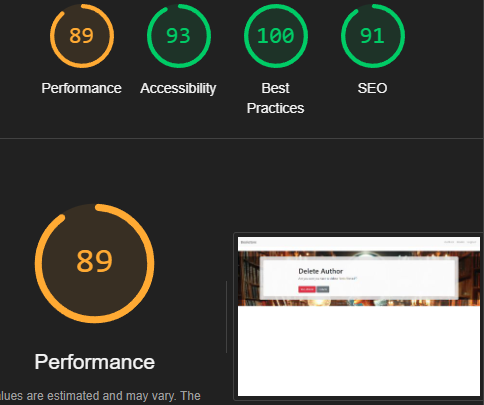 89
93
100
91
Performance
Accessibility
Best
Practices
SEO
89
Performance
Delete Author
lues are estimated and may vary. The